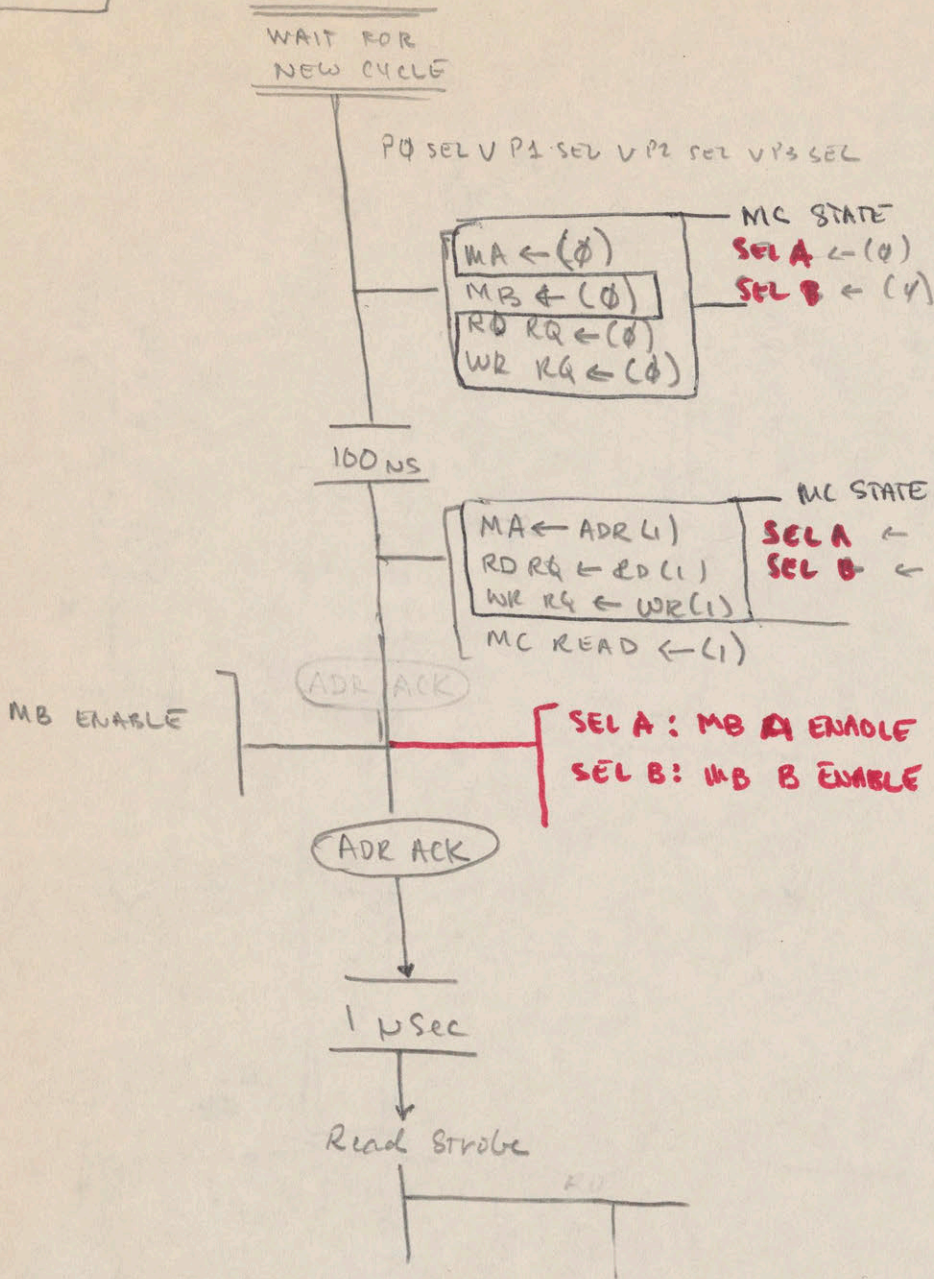 WAIT FOR
NEW CYCLE
PØ SEL V P1 SEL V P2 SEL V P3 SEL
MC STATE
MA ← (Ø)
SEL A ← (Ø)
MB ← (Ø)
SEL B ← (Ø)
RD RQ ← (Ø)
WR RQ ← (Ø)
100 NS
MC STATE
MA ← ADR (1)
SEL A ←
RD RQ ← RD (1)
SEL B ←
WR RQ ← WR (1)
MC READ ← (1)
ADR ACK
MB ENABLE
SEL A : MB A ENABLE
SEL B : MB B ENABLE
ADR ACK
1 µSec
Read Strobe